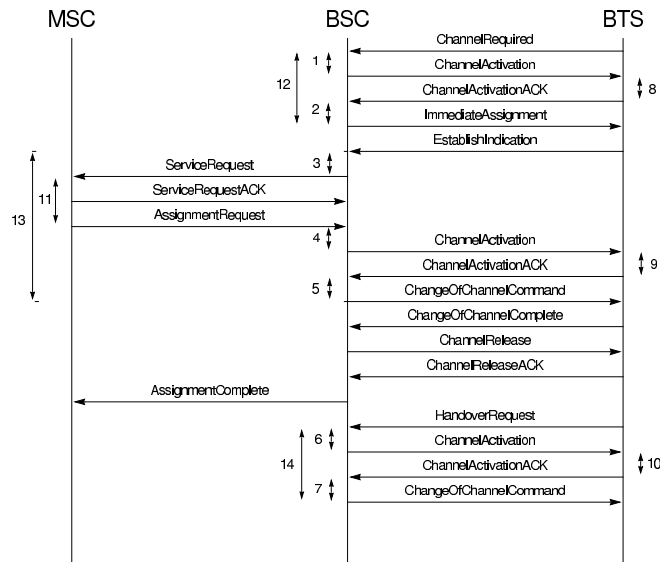 MSC BSC BTS
ChannelRequired
1
ChannelActivation
12
8
ChannelActivationACK
2
ImmediateAssignment
EstablishIndication
3
ServiceRequest
ServiceRequestACK
11
13
AssignmentRequest
4
ChannelActivation
9
ChannelActivationACK
5
ChangeOfChannelCommand
ChangeOfChannelComplete
ChannelRelease
ChannelReleaseACK
AssignmentComplete
HandoverRequest
6
ChannelActivation
14
10
ChannelActivationACK
7
ChangeOfChannelCommand